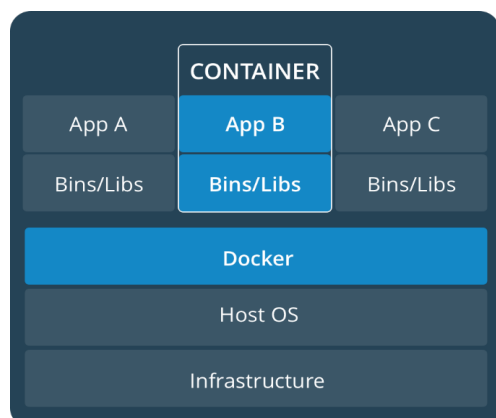 CONTAINER
App A App B App C
Bins/Libs Bins/Libs Bins/Libs
Docker
Host OS
Infrastructure